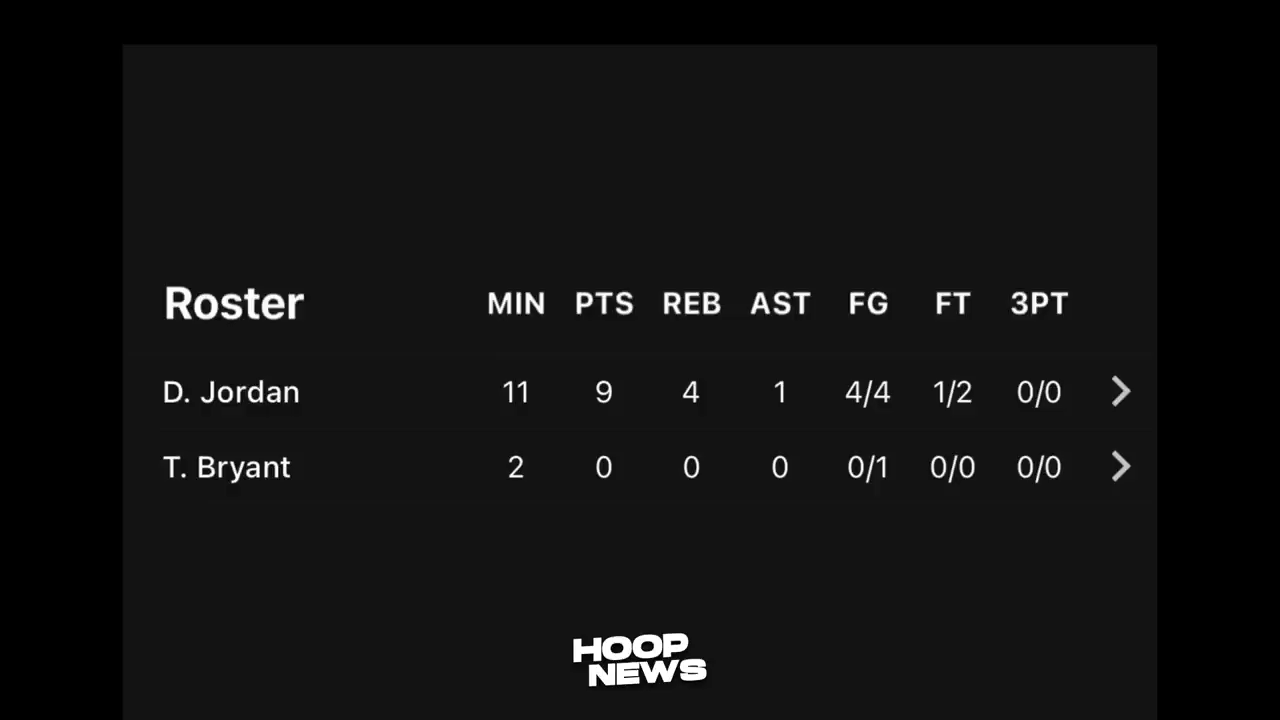 Roster MIN PTS REB AST FG FT 3PT
D. Jordan 11 9 4 1 4/4 1/2 0/0
T. Bryant 2 0 0 0 0/1 0/0 0/0
HOOP
NEWS